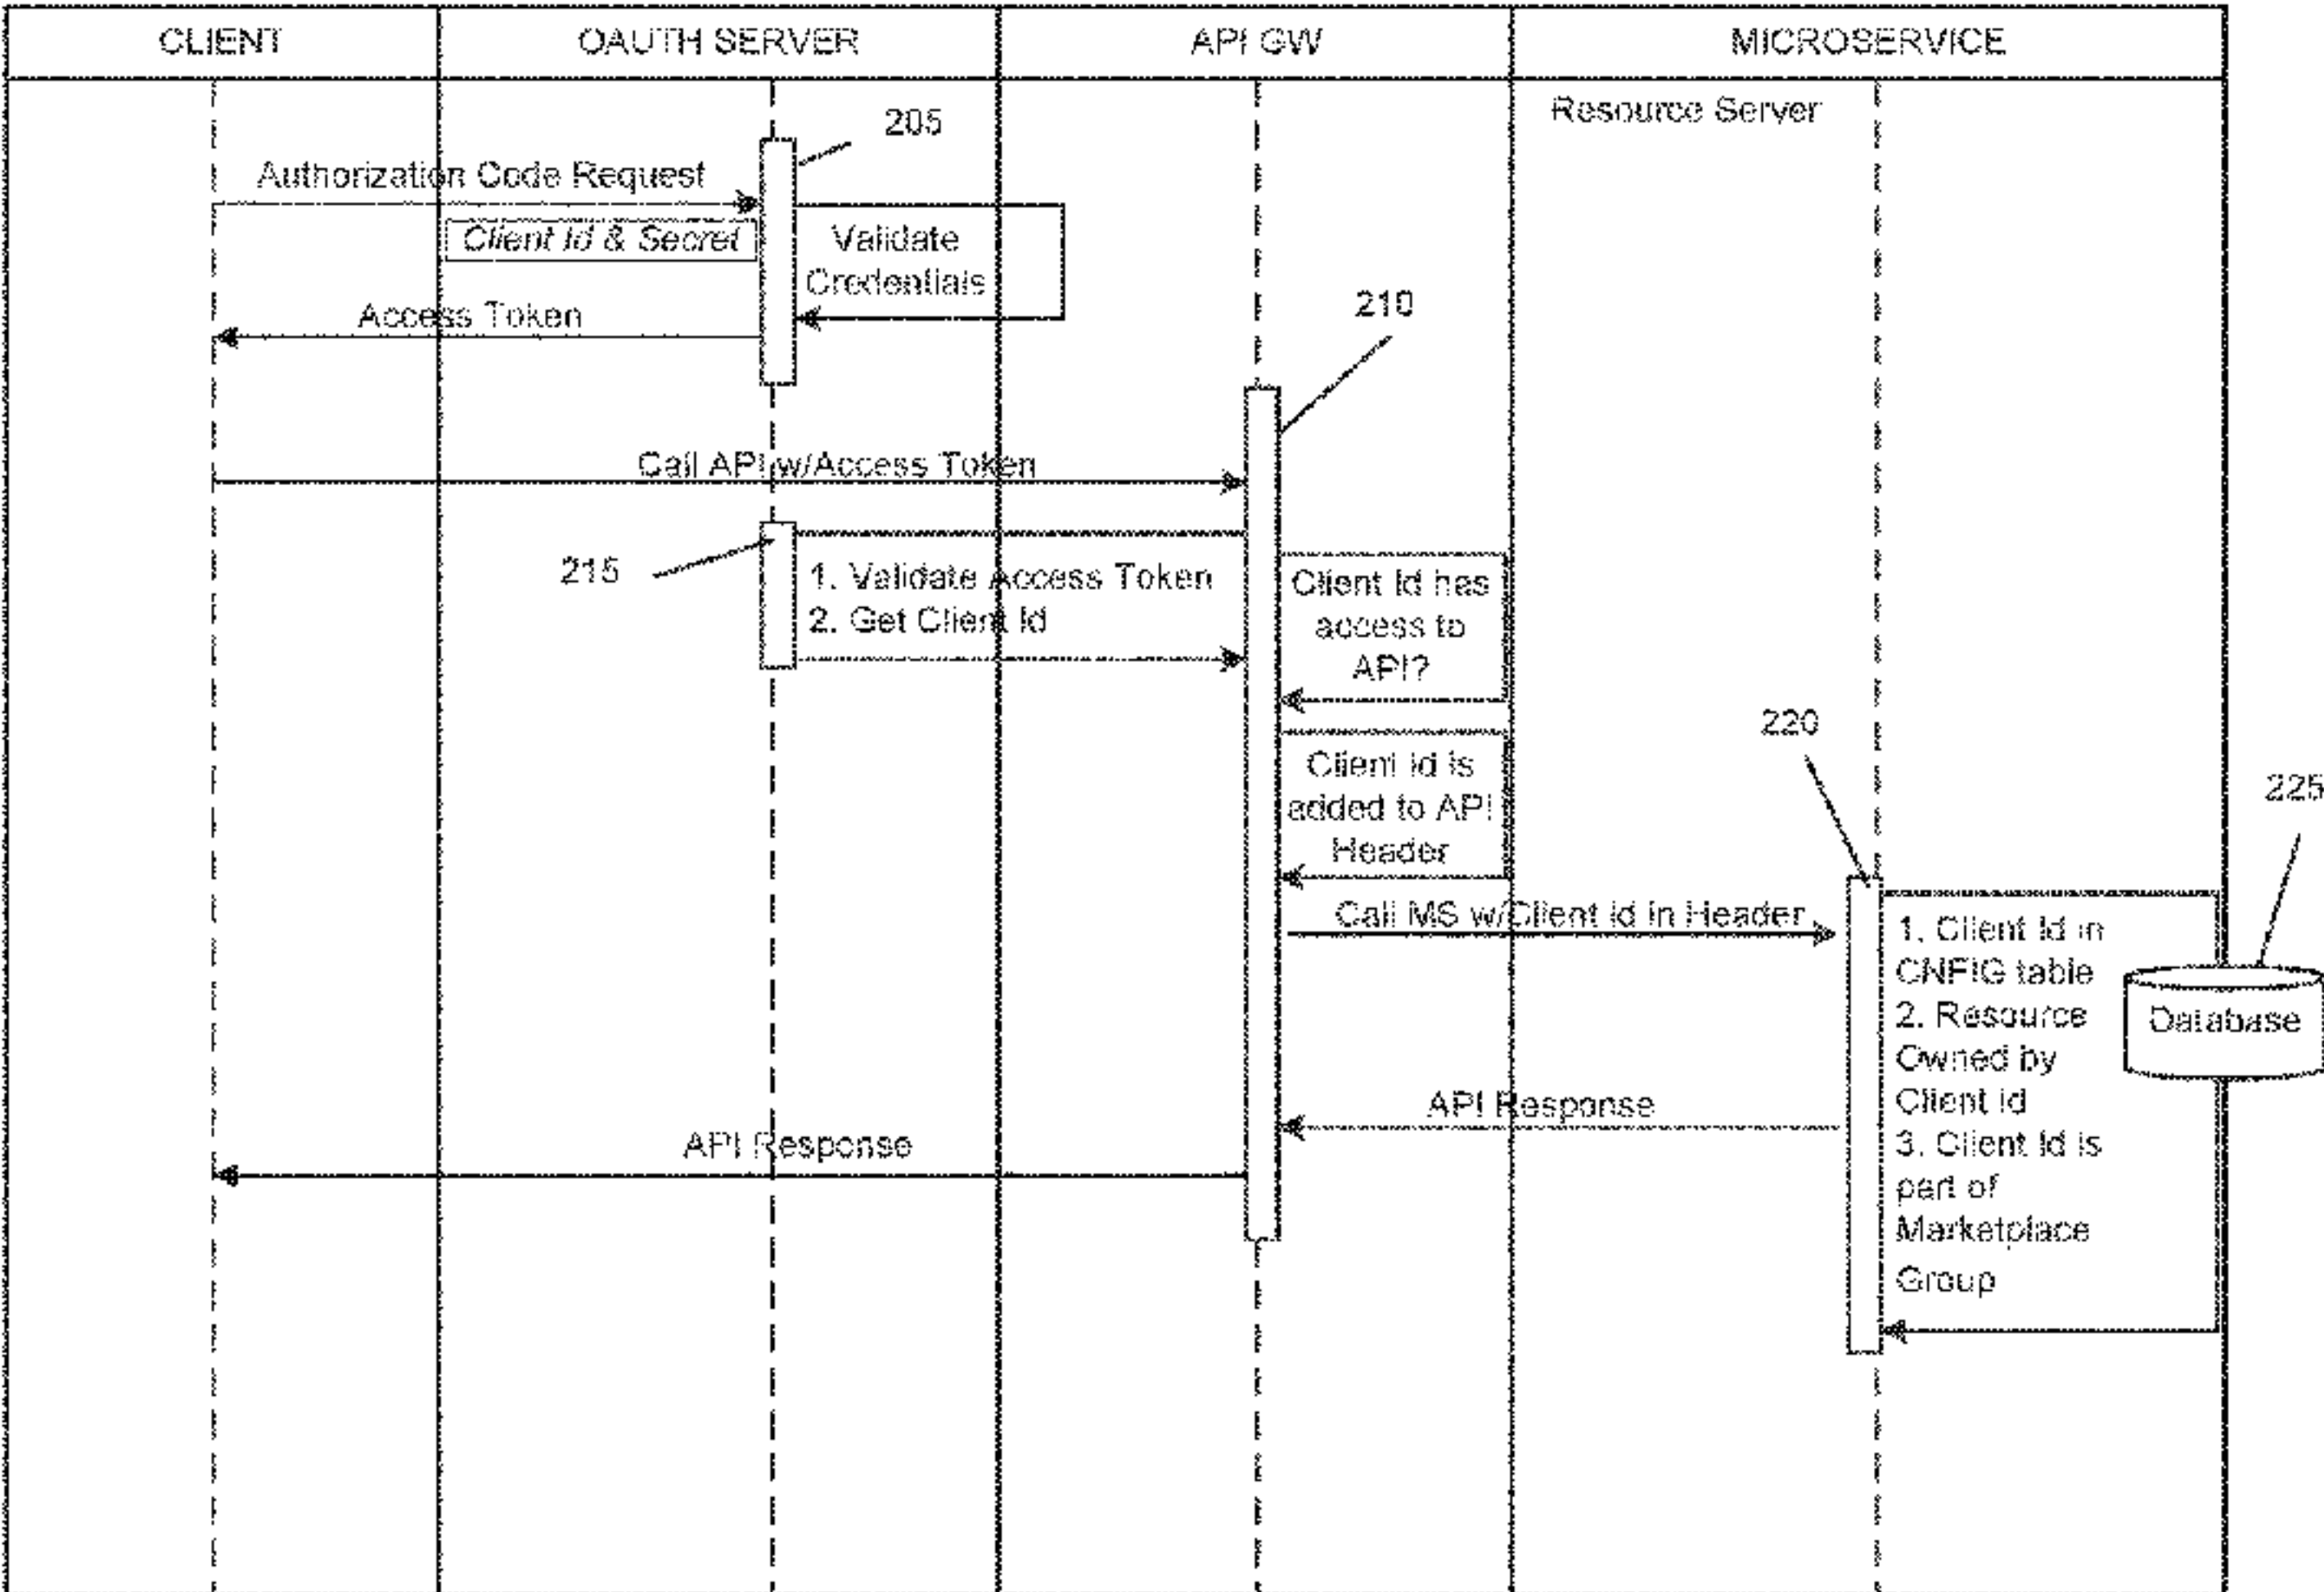 CLIENT
OAUTH SERVER
API GW
MICROSERVICE
Resource Server
205
Authorization Code Request
Client Id & Secret
Validate
Credentials
Access Token
210
Call API w/Access Token
215
1. Validate Access Token
2. Get Client Id
Client Id has
access to
API?
220
Client Id is
added to API
Header
225
Call MS w/Client Id in Header
1. Client Id in
CNFIG table
2. Resource
Owned by
Client Id
3. Client Id is
part of
Marketplace
Group
Database
API Response
API Response